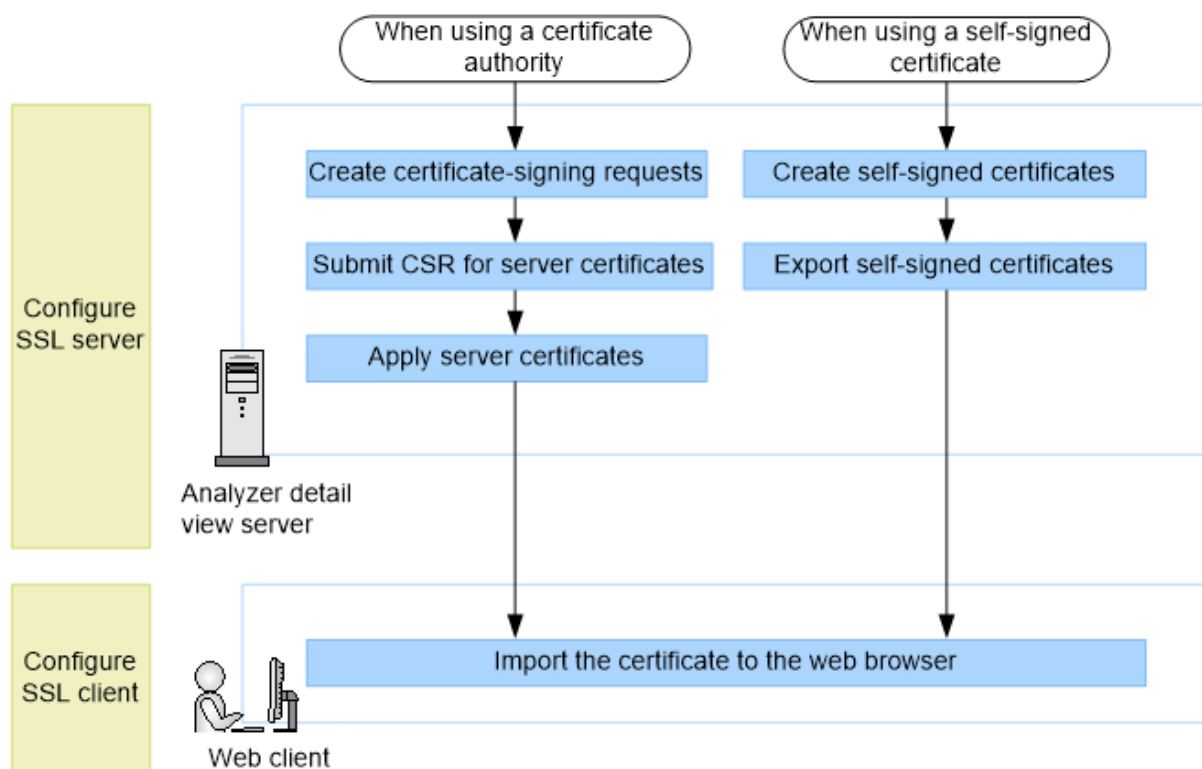 When using a certificate
authority
When using a self-signed
certificate
Configure
SSL server
Create certificate-signing requests
Create self-signed certificates
Submit CSR for server certificates
Export self-signed certificates
Apply server certificates
Analyzer detail
view server
Configure
SSL client
Import the certificate to the web browser
Web client